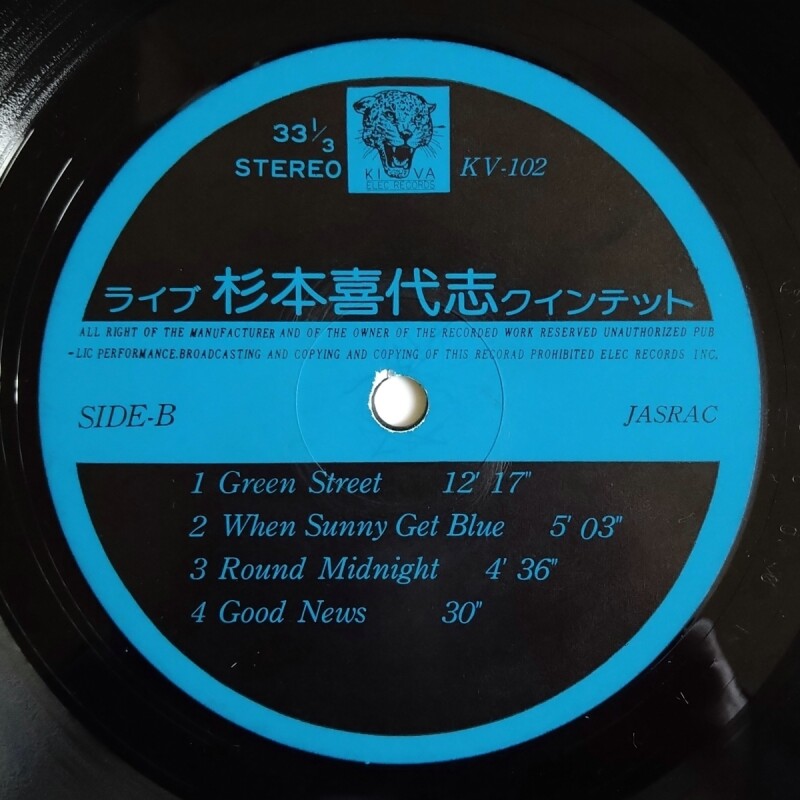 33 1/3
STEREO
KIVA
ELEC RECORDS
KV-102
ライブ 杉本喜代志クインテット
ALL RIGHT OF THE MANUFACTURER AND OF THE OWNER OF THE RECORDED WORK RESERVED UNAUTHORIZED PUB
-LIC PERFORMANCE.BROADCASTING AND COPYING AND COPYING OF THIS RECORAD PROHIBITED ELEC RECORDS INC.
SIDE-B
JASRAC
1 Green Street 12' 17"
2 When Sunny Get Blue 5' 03"
3 Round Midnight 4' 36"
4 Good News 30"